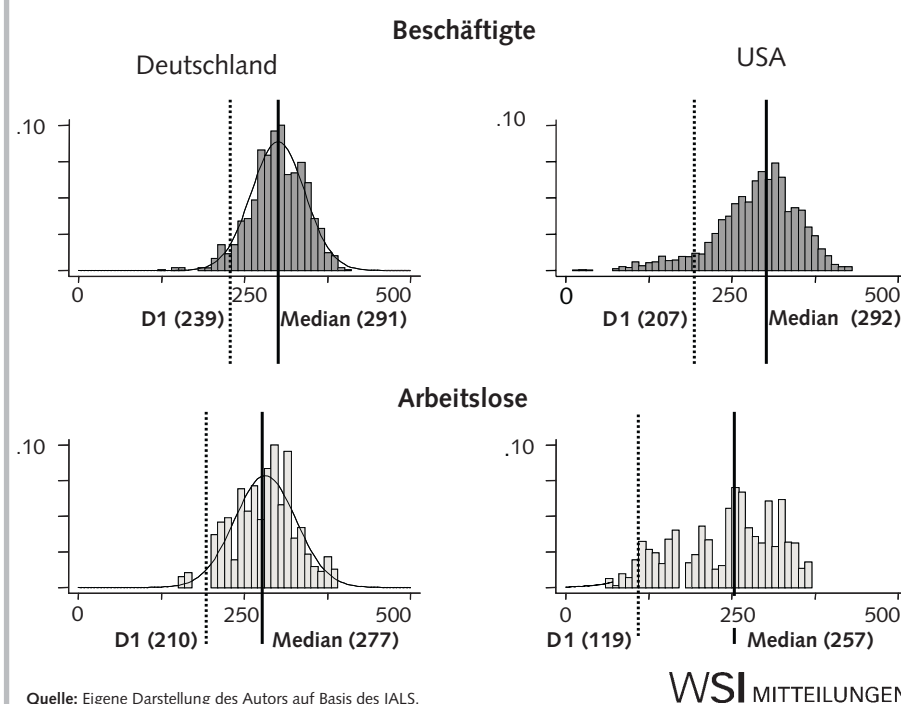 Beschäftigte
Deutschland USA
.10 .10
0 250 500 0 250 500
D1 (239) Median (291) D1 (207) Median (292)
Arbeitslose
.10 .10
0 250 500 0 250 500
D1 (210) Median (277) D1 (119) Median (257)
Quelle: Eigene Darstellung des Autors auf Basis des IALS.
WSI MITTEILUNGEN